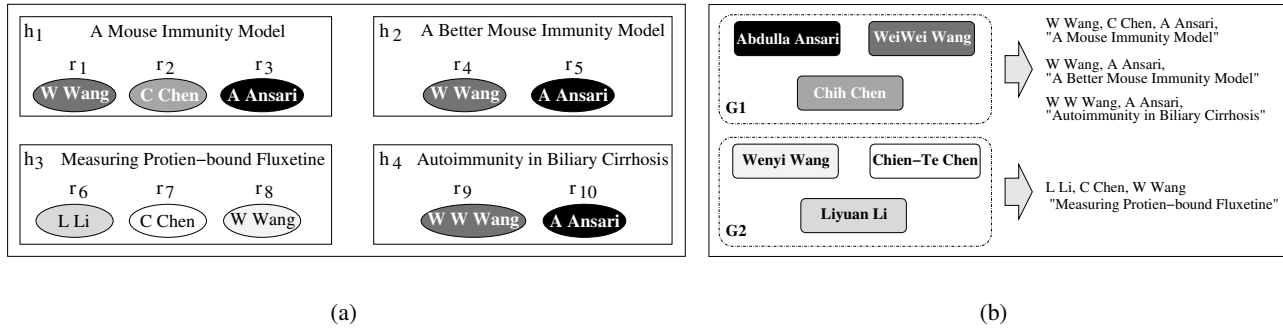 h1 A Mouse Immunity Model
r1 r2 r3
W Wang C Chen A Ansari
h2 A Better Mouse Immunity Model
r4 r5
W Wang A Ansari
h3 Measuring Protien−bound Fluxetine
r6 r7 r8
L Li C Chen W Wang
h4 Autoimmunity in Biliary Cirrhosis
r9 r10
W W Wang A Ansari
(a)
Abdulla Ansari WeiWei Wang
Chih Chen
G1
W Wang, C Chen, A Ansari,
"A Mouse Immunity Model"
W Wang, A Ansari,
"A Better Mouse Immunity Model"
W W Wang, A Ansari,
"Autoimmunity in Biliary Cirrhosis"
Wenyi Wang Chien−Te Chen
Liyuan Li
G2
L Li, C Chen, W Wang
"Measuring Protien−bound Fluxetine"
(b)